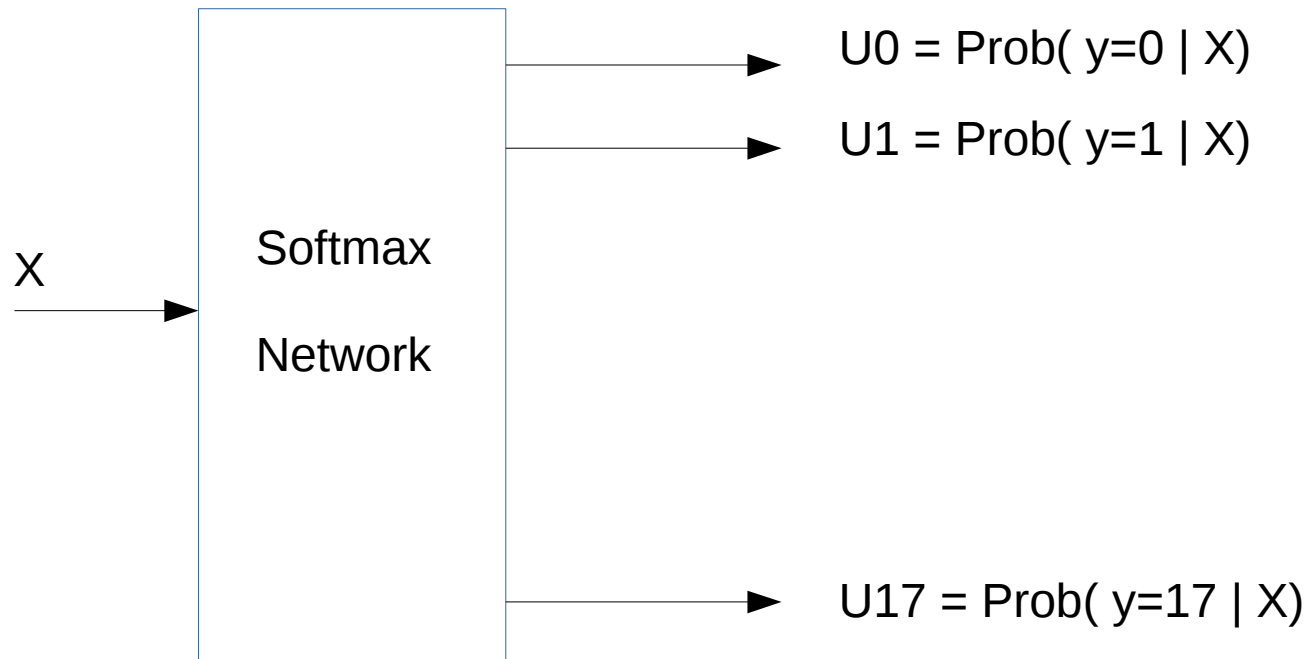 U0 = Prob( y=0 | X)
U1 = Prob( y=1 | X)
Softmax
X
Network
U17 = Prob( y=17 | X)